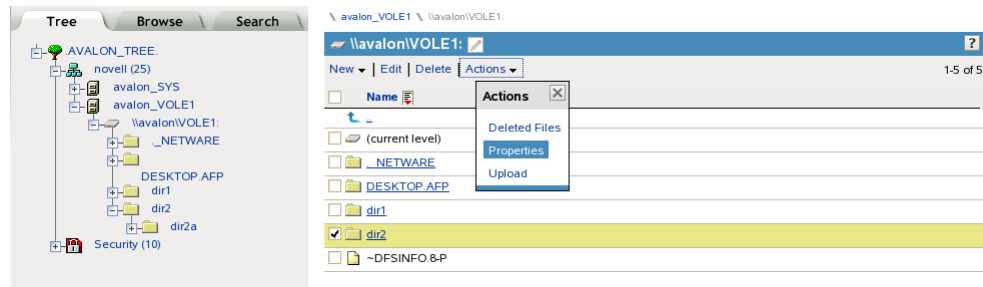 Tree Browse Search
.AVALON_TREE.
novell (25)
avalon_SYS
avalon_VOLE1
\\avalon\VOLE1:
._NETWARE
DESKTOP.AFP
dir1
dir2
dir2a
Security (10)
\ avalon_VOLE1 \ \\avalon\VOLE1:
\\avalon\VOLE1: ?
New | Edit | Delete | Actions 1-5 of 5
Name
..
(current level)
._NETWARE
DESKTOP.AFP
dir1
dir2
~DFSINFO.8-P
Actions
Deleted Files
Properties
Upload